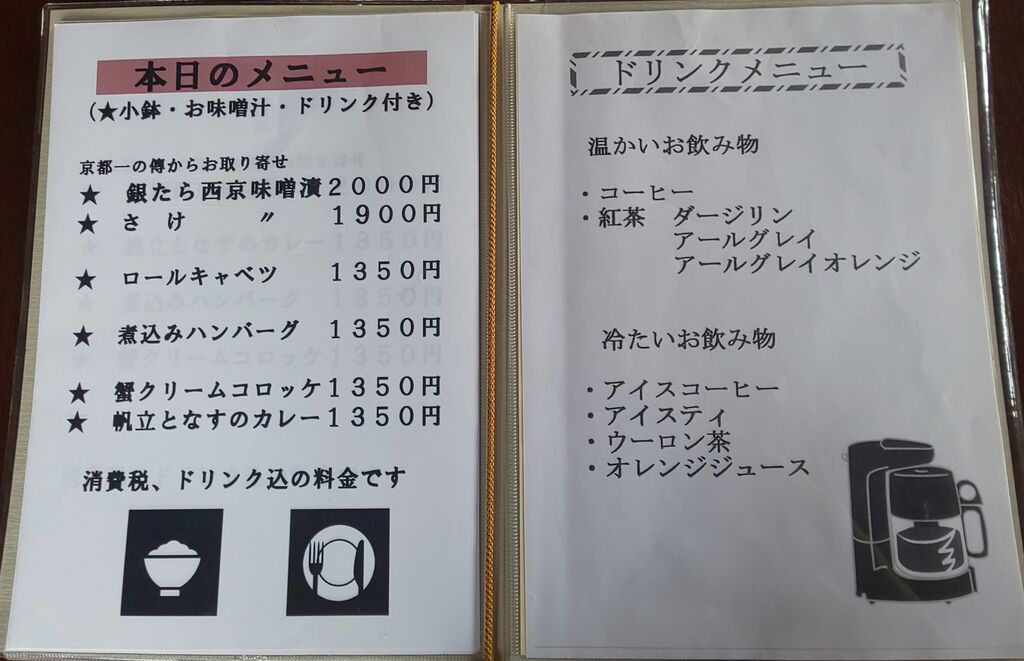 本日のメニュー
(★小鉢・お味噌汁・ドリンク付き)
京都一の傳からお取り寄せ
★ 銀たら西京味噌漬 2000円
★ さけ 〃 1900円
★ ロールキャベツ 1350円
★ 煮込みハンバーグ 1350円
★ 蟹クリームコロッケ 1350円
★ 帆立となすのカレー 1350円
消費税、ドリンク込の料金です
ドリンクメニュー
温かいお飲み物
・コーヒー
・紅茶 ダージリン
アールグレイ
アールグレイオレンジ
冷たいお飲み物
・アイスコーヒー
・アイスティ
・ウーロン茶
・オレンジジュース